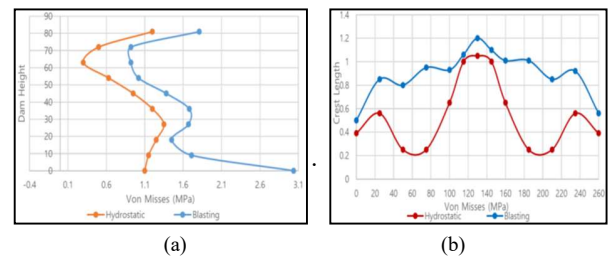 90
80
70
60
50
40
30
20
10
0
Dam Height
-0.4 0.1 0.6 1.1 1.6 2.1 2.6 3.1
Von Misses (MPa)
Hydrostatic Blasting
(a)
.
1.4
1.2
1
0.8
0.6
0.4
0.2
0
Crest Length
0 20 40 60 80 100 120 140 160 180 200 220 240 260
Von Misses (MPa)
Hydrostatic Blasting
(b)